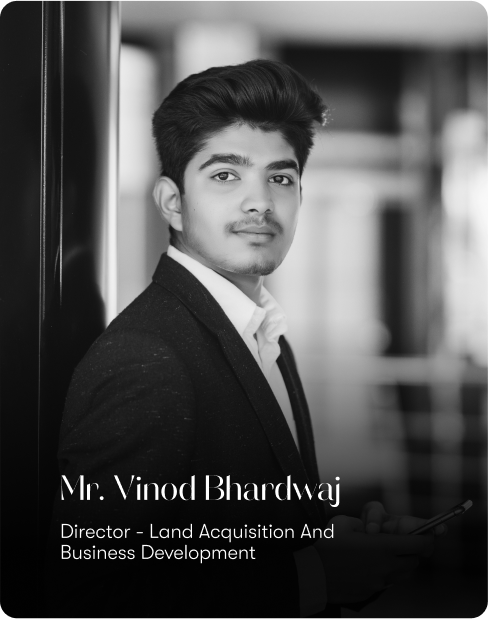 Mr. Vinod Bhardwaj
Director - Land Acquisition And
Business Development